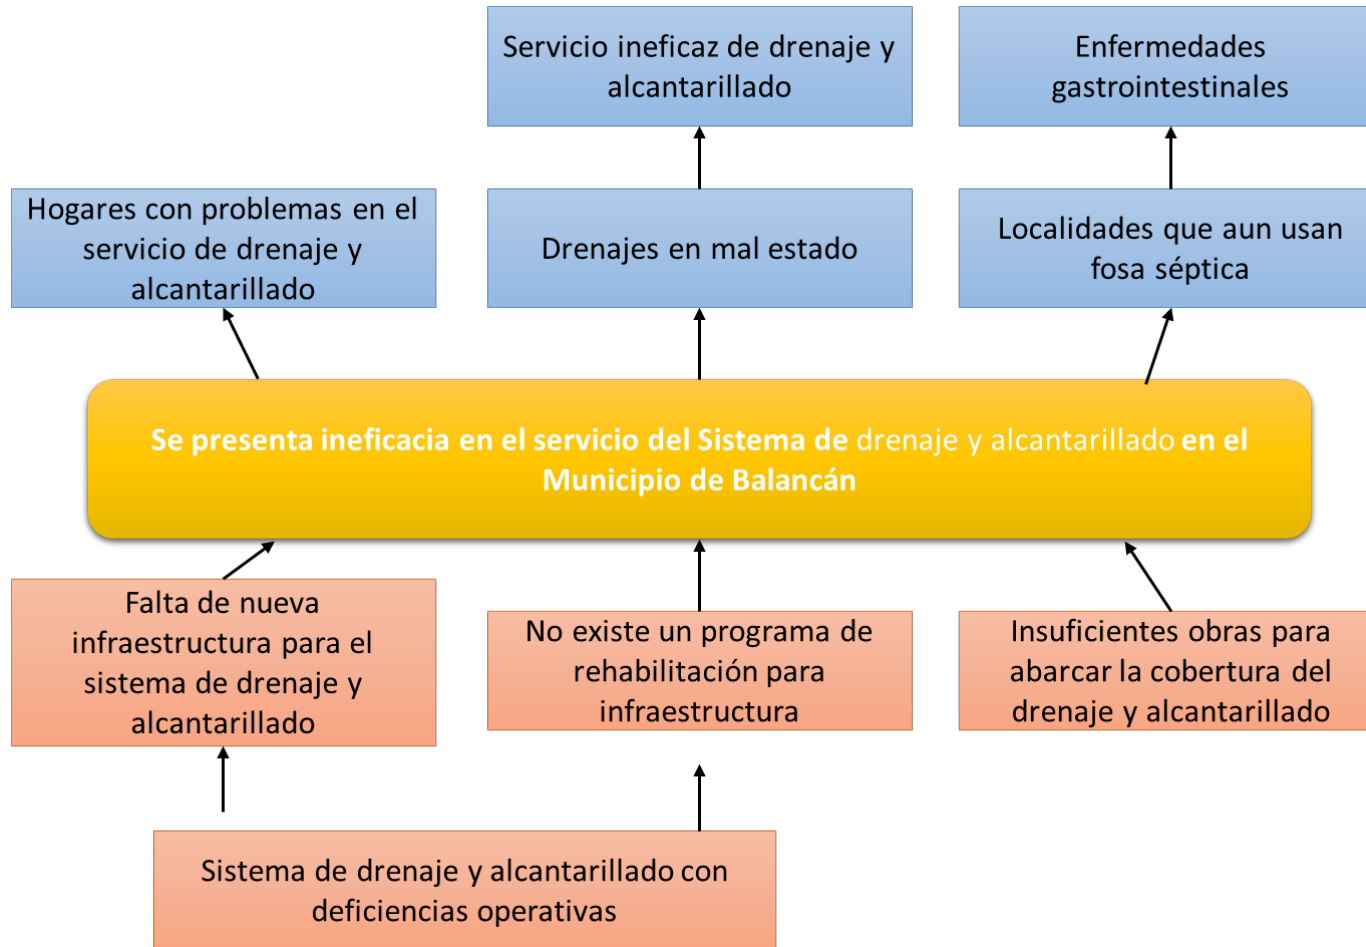 Servicio ineficaz de drenaje y
alcantarillado
Enfermedades
gastrointestinales
Hogares con problemas en el
servicio de drenaje y
alcantarillado
Drenajes en mal estado
Localidades que aun usan
fosa séptica
Se presenta ineficacia en el servicio del Sistema de drenaje y alcantarillado en el
Municipio de Balancán
Falta de nueva
infraestructura para el
sistema de drenaje y
alcantarillado
No existe un programa de
rehabilitación para
infraestructura
Insuficientes obras para
abarcar la cobertura del
drenaje y alcantarillado
Sistema de drenaje y alcantarillado con
deficiencias operativas